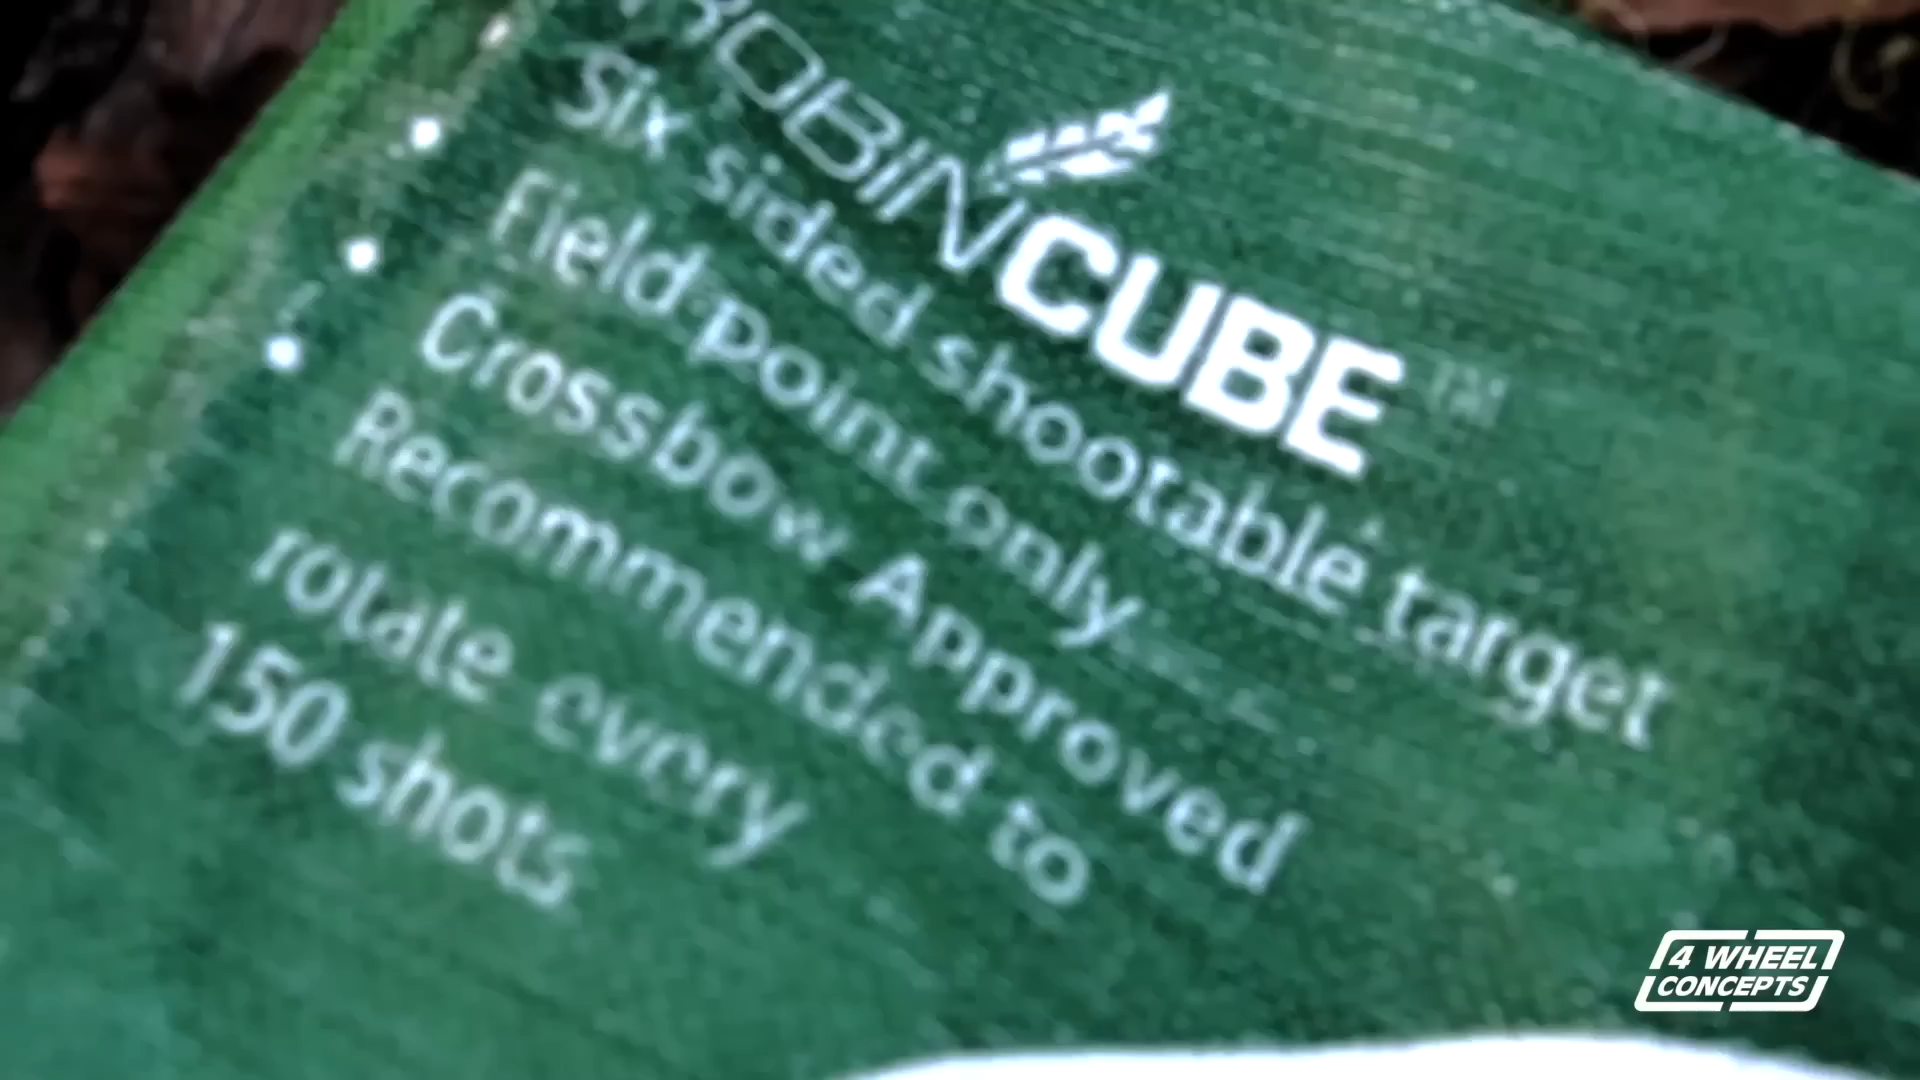 ROBINCUBE™
Six sided shootable target
Field point only
Crossbow Approved
Recommended to
rotate every
150 shots
4 WHEEL
CONCEPTS